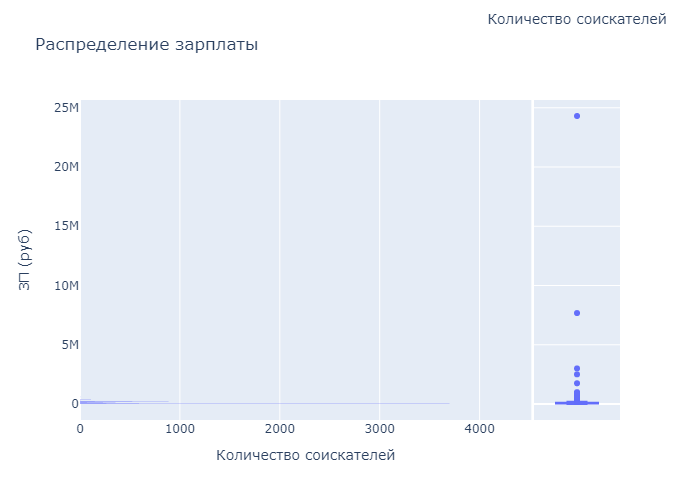 Количество соискателей
Распределение зарплаты
25M
20M
15M
10M
5M
0
ЗП (руб)
0 1000 2000 3000 4000
Количество соискателей